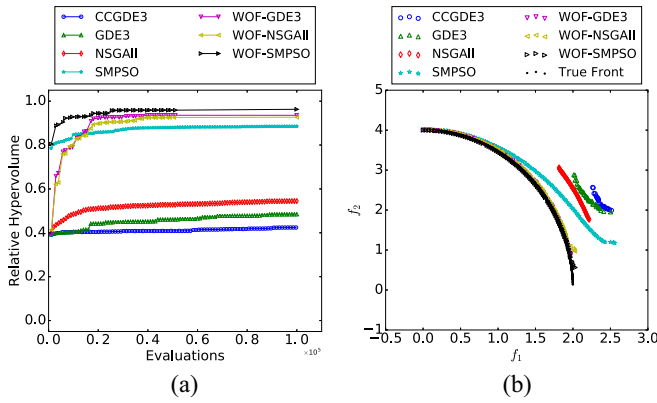 CCGDE3
GDE3
NSGAII
SMPSO
WOF-GDE3
WOF-NSGAII
WOF-SMPSO
1.0
0.8
0.6
0.4
0.2
0.0
Relative Hypervolume
0 0.2 0.4 0.6 0.8 1.0
×10⁵
Evaluations
(a)
CCGDE3
GDE3
NSGAII
SMPSO
WOF-GDE3
WOF-NSGAII
WOF-SMPSO
True Front
5
4
3
2
1
0
−1
f₂
−0.5 0.0 0.5 1.0 1.5 2.0 2.5 3.0
f₁
(b)